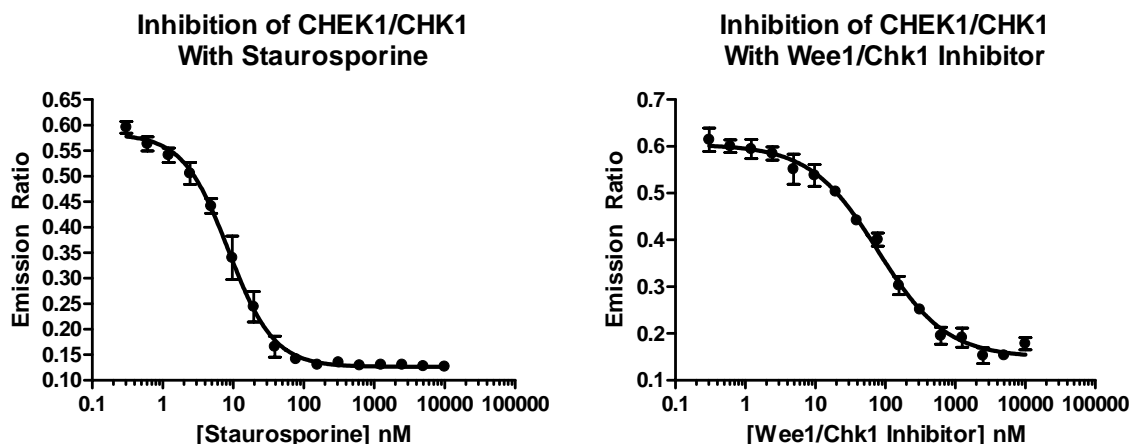 Inhibition of CHEK1/CHK1
With Staurosporine
0.65
0.60
0.55
0.50
0.45
0.40
0.35
0.30
0.25
0.20
0.15
0.10
Emission Ratio
0.1 1 10 100 1000 10000 100000
[Staurosporine] nM
Inhibition of CHEK1/CHK1
With Wee1/Chk1 Inhibitor
0.7
0.6
0.5
0.4
0.3
0.2
0.1
Emission Ratio
0.1 1 10 100 1000 10000 100000
[Wee1/Chk1 Inhibitor] nM